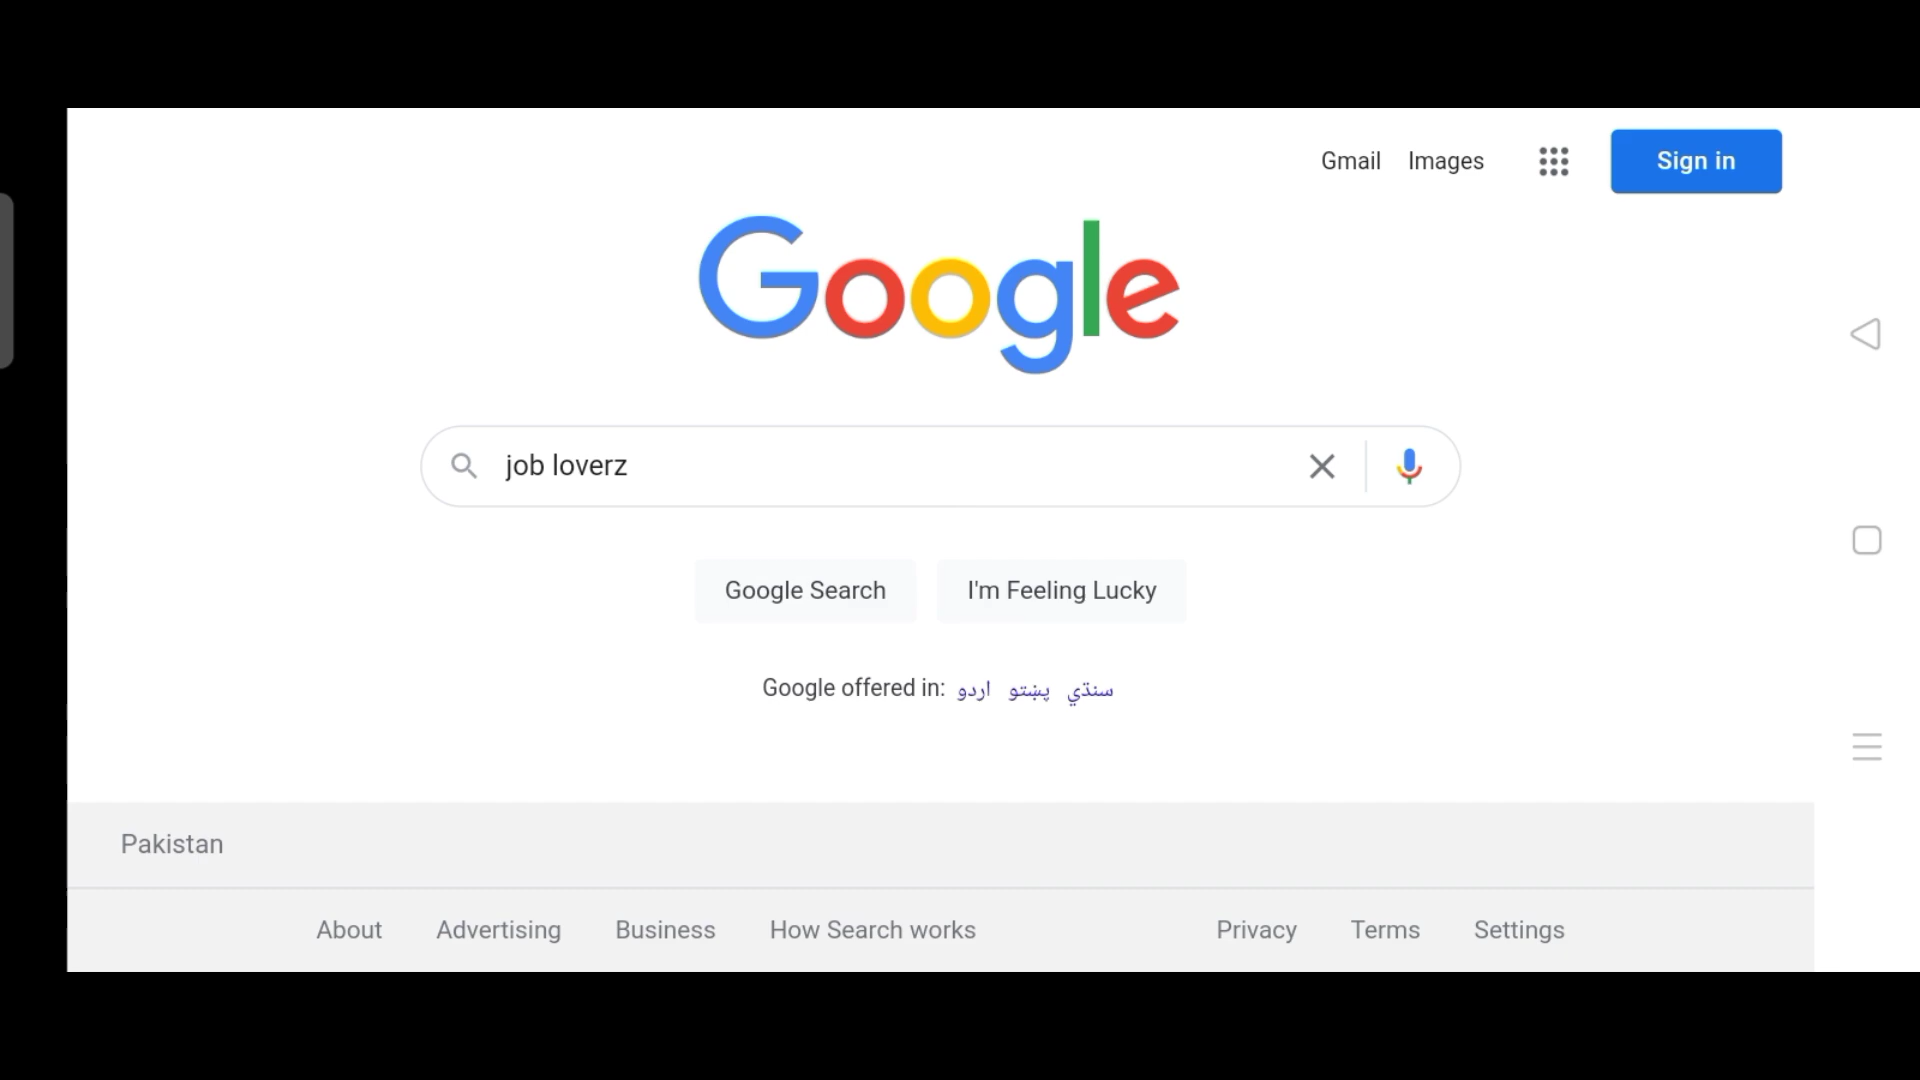 Gmail Images Sign in
Google
job loverz
Google Search I'm Feeling Lucky
Google offered in: اردو پښتو سنڌي
Pakistan
About Advertising Business How Search works Privacy Terms Settings